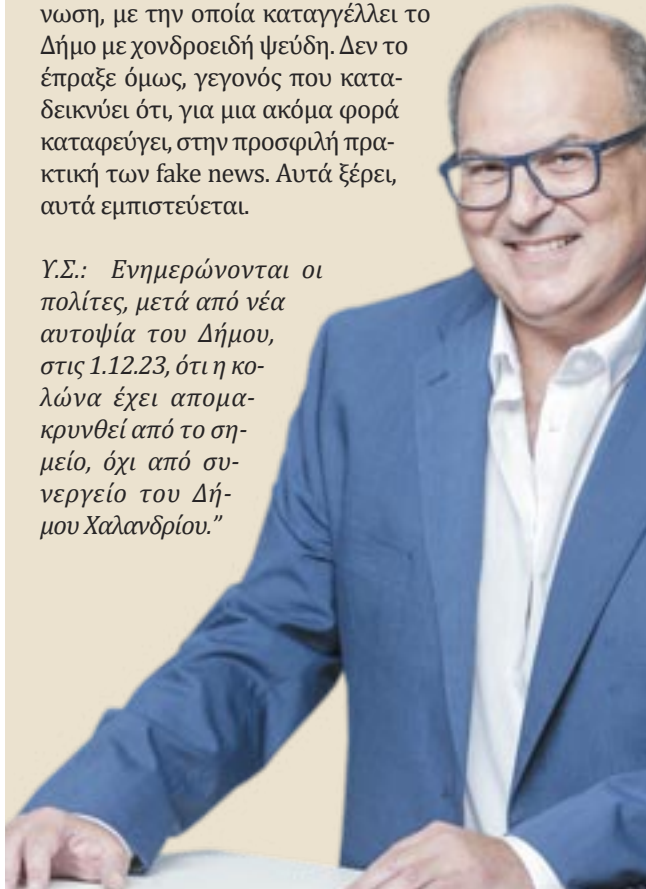 νωση, με την οποία καταγγέλλει το
Δήμο με χονδροειδή ψεύδη. Δεν το
έπραξε όμως, γεγονός που κατα-
δεικνύει ότι, για μια ακόμα φορά
καταφεύγει, στην προσφιλή πρα-
κτική των fake news. Αυτά ξέρει,
αυτά εμπιστεύεται.
Υ.Σ.: Ενημερώνονται οι
πολίτες, μετά από νέα
αυτοψία του Δήμου,
στις 1.12.23, ότι η κο-
λώνα έχει απομα-
κρυνθεί από το ση-
μείο, όχι από συ-
νεργείο του Δή-
μου Χαλανδρίου.”